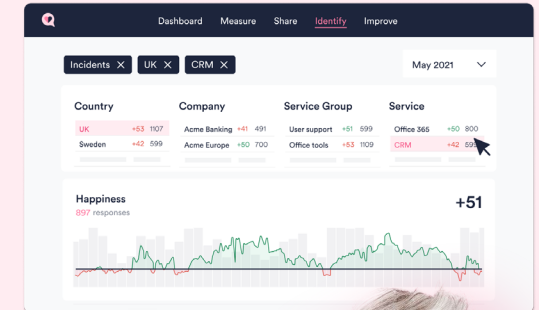 Dashboard Measure Share Identify Improve
Incidents × UK × CRM ×
May 2021
Country Company Service Group Service
UK +53 1107 Acme Banking +41 491 User support +51 599 Office 365 +50 800
Sweden +42 599 Acme Europe +50 700 Office tools +53 1109 CRM +42
Happiness
897 responses
+51